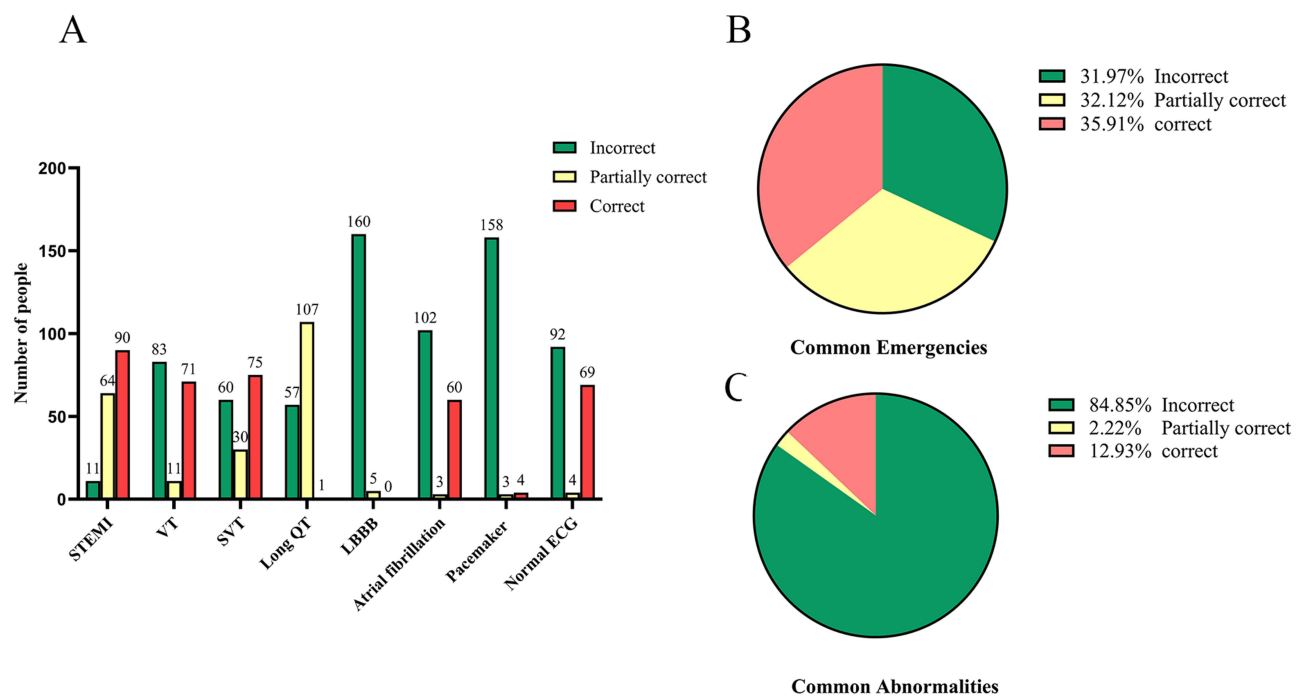 A
Number of people
200
150
100
50
0
Incorrect
Partially correct
Correct
11
64
90
83
11
71
60
30
75
57
107
1
160
5
0
102
3
60
158
3
4
92
4
69
STEMI
VT
SVT
Long QT
LBBB
Atrial fibrillation
Pacemaker
Normal ECG
B
31.97% Incorrect
32.12% Partially correct
35.91% correct
Common Emergencies
C
84.85% Incorrect
2.22% Partially correct
12.93% correct
Common Abnormalities